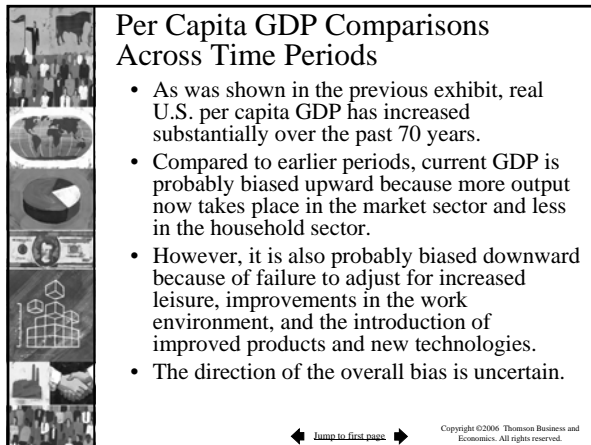 Per Capita GDP Comparisons
Across Time Periods
• As was shown in the previous exhibit, real
U.S. per capita GDP has increased
substantially over the past 70 years.
• Compared to earlier periods, current GDP is
probably biased upward because more output
now takes place in the market sector and less
in the household sector.
• However, it is also probably biased downward
because of failure to adjust for increased
leisure, improvements in the work
environment, and the introduction of
improved products and new technologies.
• The direction of the overall bias is uncertain.
Jump to first page
Copyright ©2006 Thomson Business and
Economics. All rights reserved.